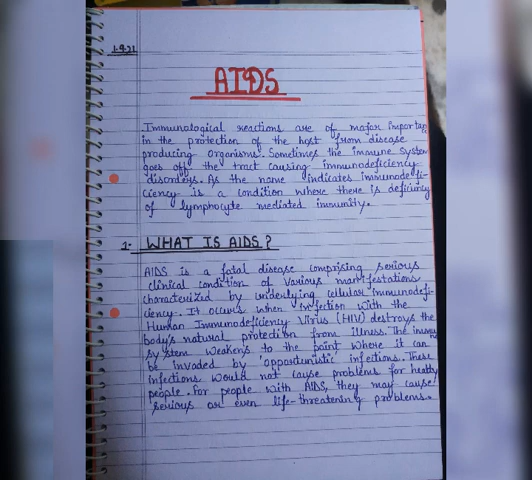 1.9.21
AIDS
Immunological reactions are of major importan
in the protection of the host from disease
producing organisms. Sometimes the immune system
goes off the tract causing immunodeficiency
disorders. As the name indicates immunodefi-
ciency is a condition where there is deficiency
of lymphocyte mediated immunity.
1. WHAT IS AIDS?
AIDS is a fatal disease comprising serious
clinical condition of various manifestations
characterized by underlying cellular immunodefi-
ciency. It occurs when infection with the
Human Immunodeficiency Virus (HIV) destroys the
body's natural protection from illness. The immu
system weakens to the point where it can
be invaded by 'opportunistic' infections. These
infections would not cause problems for healthy
people. For people with AIDS, they may cause
serious or even life-threatening problems.